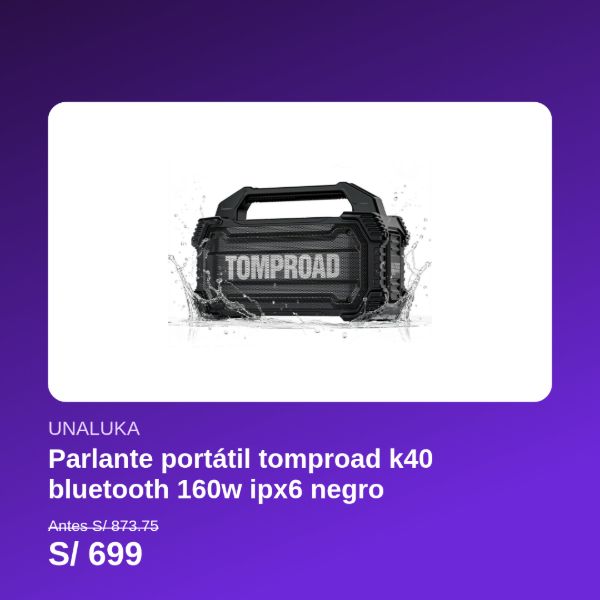 TOMPROAD
UNALUKA
Parlante portátil tomproad k40
bluetooth 160w ipx6 negro
Antes S/ 873.75
S/ 699